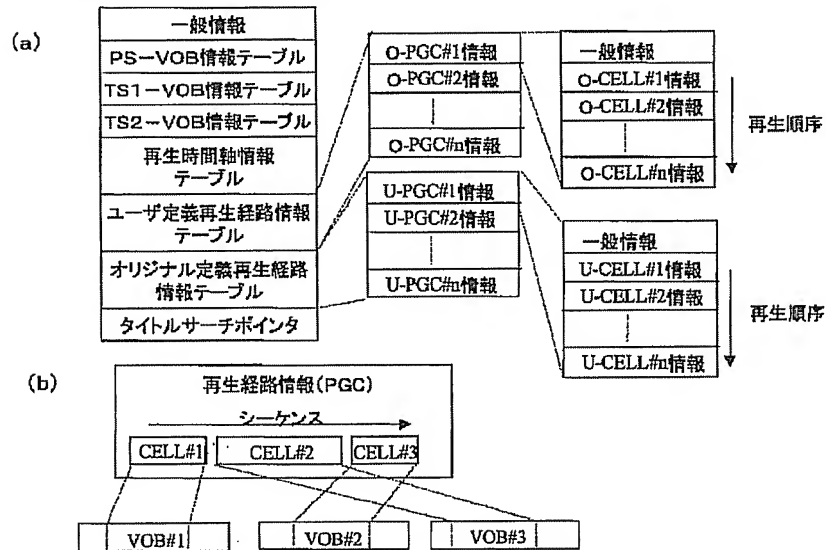 (a)
一般情報
PS-VOB情報テーブル
TS1-VOB情報テーブル
TS2-VOB情報テーブル
再生時間軸情報
テーブル
ユーザ定義再生経路情報
テーブル
オリジナル定義再生経路
情報テーブル
タイトルサーチポインタ
O-PGC#1情報
O-PGC#2情報
O-PGC#n情報
U-PGC#1情報
U-PGC#2情報
U-PGC#n情報
一般情報
O-CELL#1情報
O-CELL#2情報
O-CELL#n情報
再生順序
一般情報
U-CELL#1情報
U-CELL#2情報
U-CELL#n情報
再生順序
(b)
再生経路情報(PGC)
シーケンス
CELL#1 CELL#2 CELL#3
VOB#1 VOB#2 VOB#3